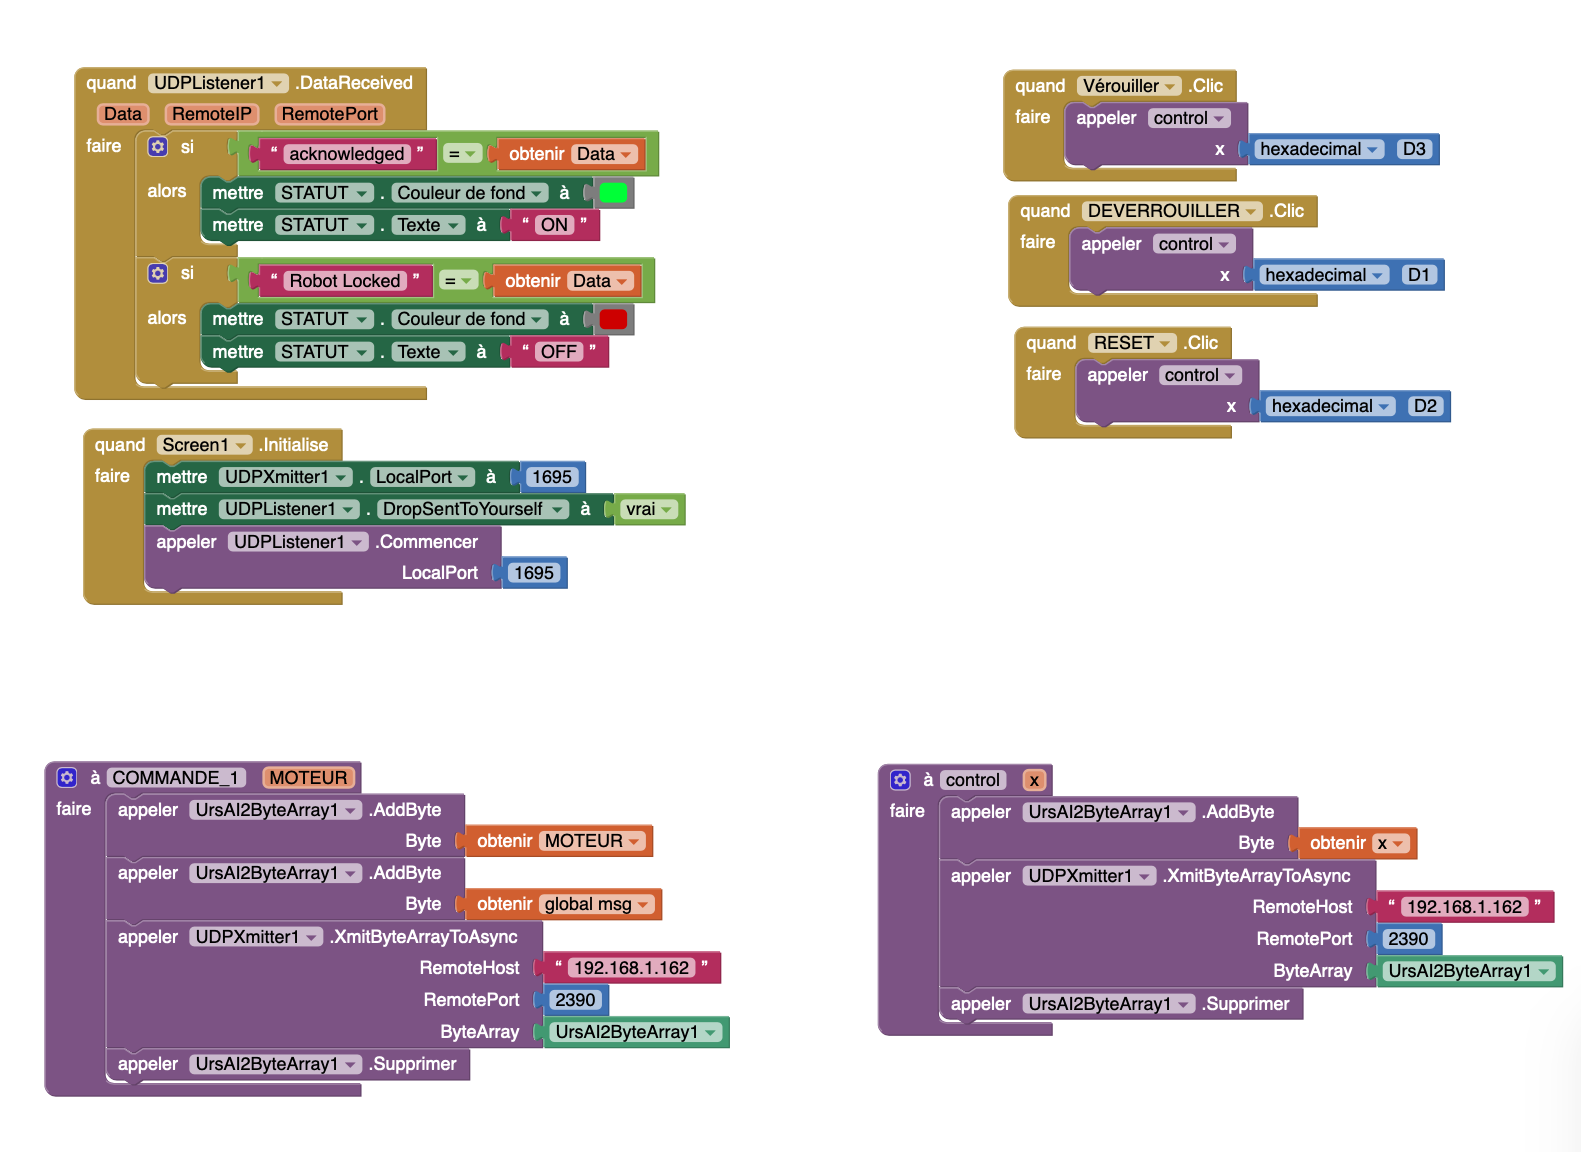 quand UDPListener1 .DataReceived
Data RemoteIP RemotePort
faire si “ acknowledged ” = obtenir Data
alors mettre STATUT . Couleur de fond à
mettre STATUT . Texte à “ ON ”
si “ Robot Locked ” = obtenir Data
alors mettre STATUT . Couleur de fond à
mettre STATUT . Texte à “ OFF ”
quand Screen1 .Initialise
faire mettre UDPXmitter1 . LocalPort à 1695
mettre UDPListener1 . DropSentToYourself à vrai
appeler UDPListener1 .Commencer
LocalPort 1695
quand Vérouiller .Clic
faire appeler control
x hexadecimal D3
quand DEVERROUILLER .Clic
faire appeler control
x hexadecimal D1
quand RESET .Clic
faire appeler control
x hexadecimal D2
à COMMANDE_1 MOTEUR
faire appeler UrsAI2ByteArray1 .AddByte
Byte obtenir MOTEUR
appeler UrsAI2ByteArray1 .AddByte
Byte obtenir global msg
appeler UDPXmitter1 .XmitByteArrayToAsync
RemoteHost “ 192.168.1.162 ”
RemotePort 2390
ByteArray UrsAI2ByteArray1
appeler UrsAI2ByteArray1 .Supprimer
à control x
faire appeler UrsAI2ByteArray1 .AddByte
Byte obtenir x
appeler UDPXmitter1 .XmitByteArrayToAsync
RemoteHost “ 192.168.1.162 ”
RemotePort 2390
ByteArray UrsAI2ByteArray1
appeler UrsAI2ByteArray1 .Supprimer